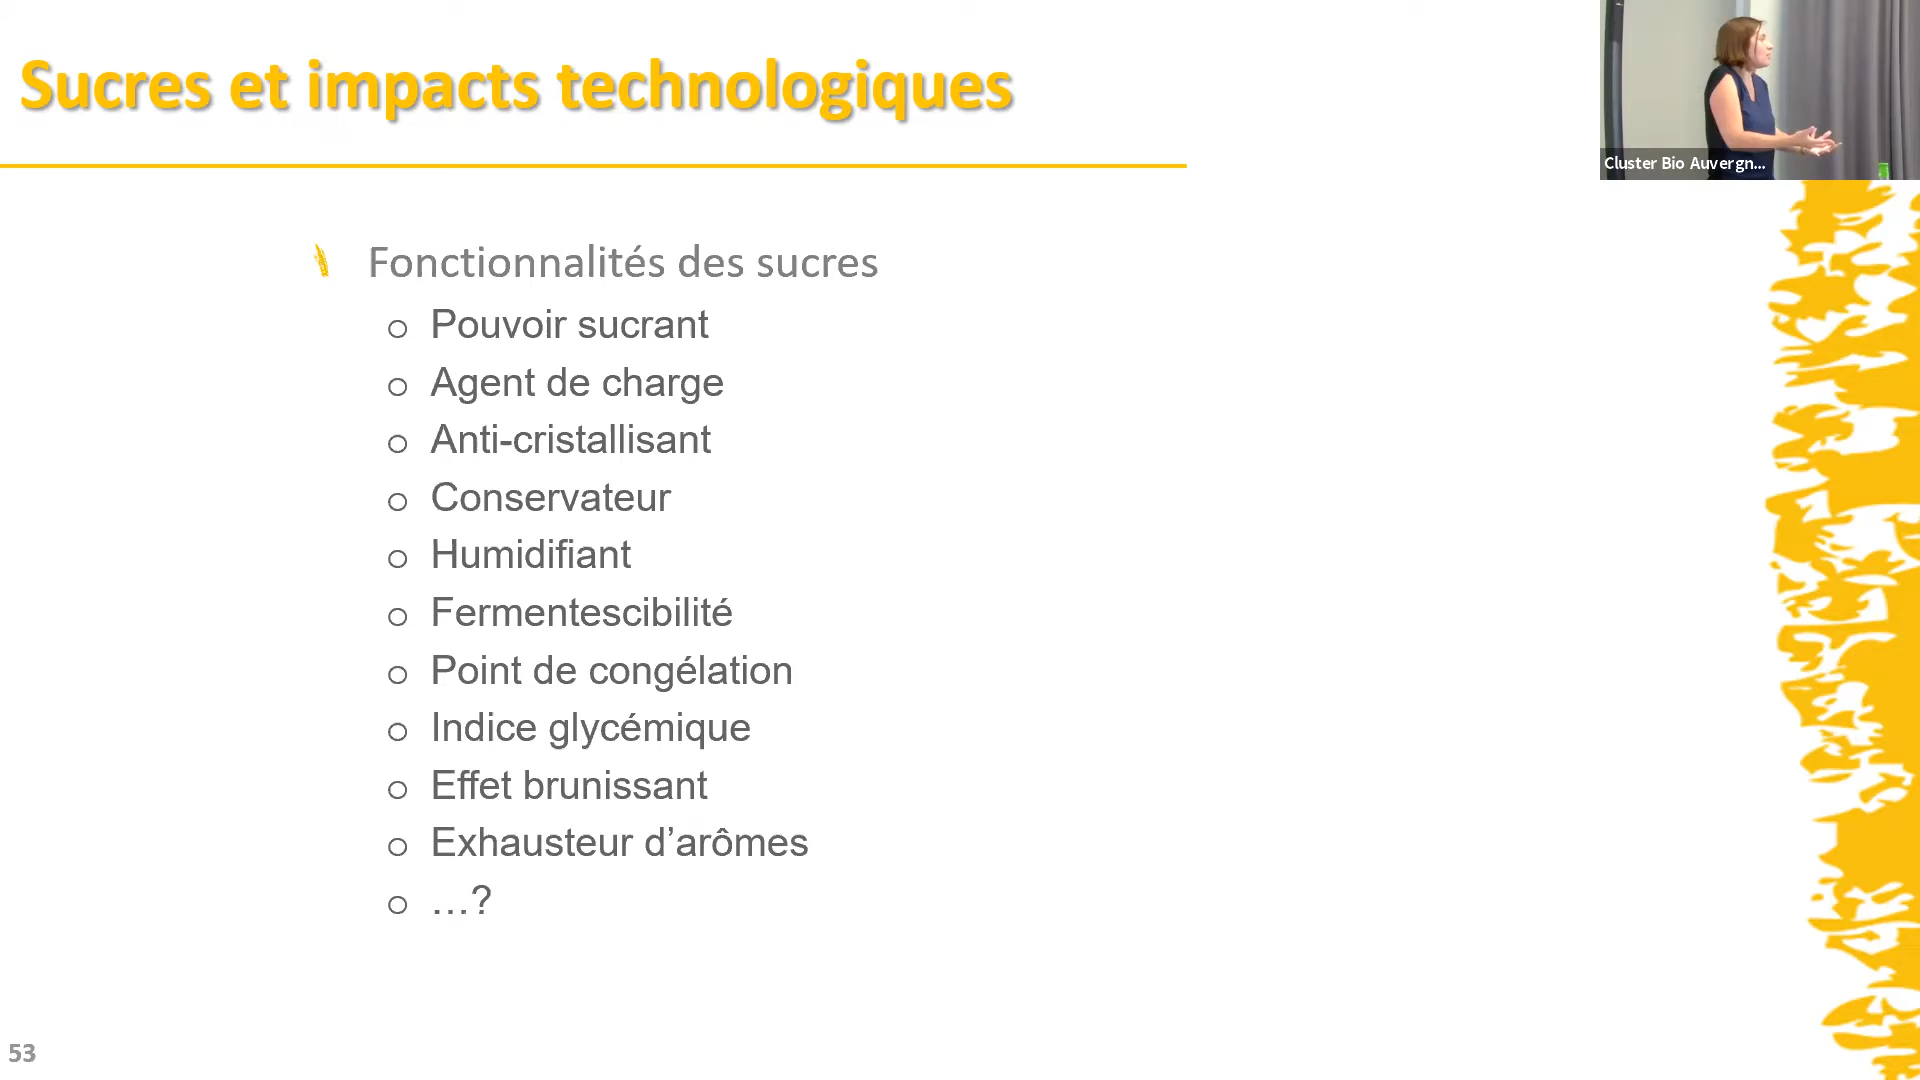 Sucres et impacts technologiques
Cluster Bio Auvergn...
Fonctionnalités des sucres
Pouvoir sucrant
Agent de charge
Anti-cristallisant
Conservateur
Humidifiant
Fermentescibilité
Point de congélation
Indice glycémique
Effet brunissant
Exhausteur d’arômes
…?
53